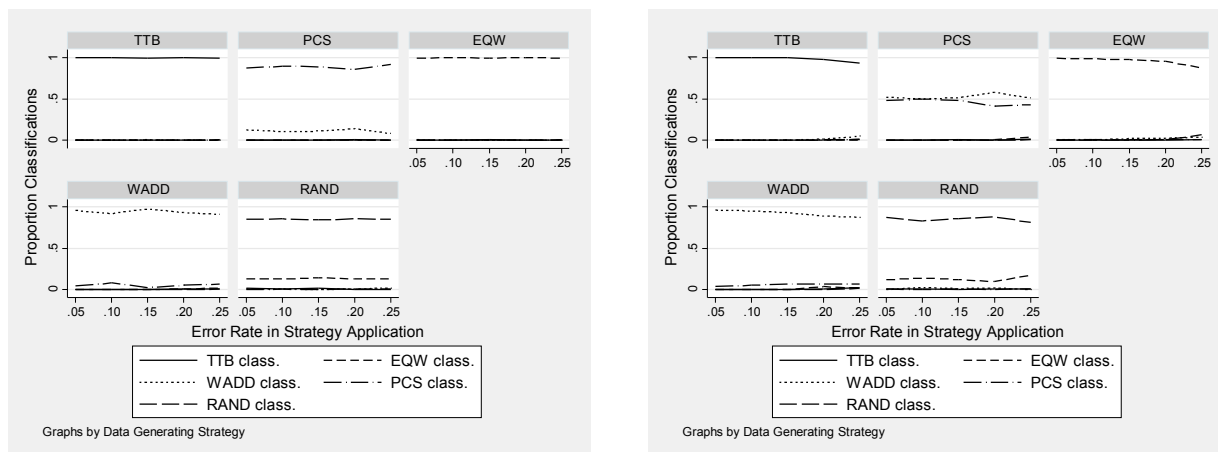 TTB PCS EQW
1
.5
0
.05 .10 .15 .20 .25
WADD RAND
1
.5
0
.05 .10 .15 .20 .25 .05 .10 .15 .20 .25
Proportion Classifications
Error Rate in Strategy Application
TTB class. EQW class.
WADD class. PCS class.
RAND class.
Graphs by Data Generating Strategy
TTB PCS EQW
1
.5
0
.05 .10 .15 .20 .25
WADD RAND
1
.5
0
.05 .10 .15 .20 .25 .05 .10 .15 .20 .25
Proportion Classifications
Error Rate in Strategy Application
TTB class. EQW class.
WADD class. PCS class.
RAND class.
Graphs by Data Generating Strategy